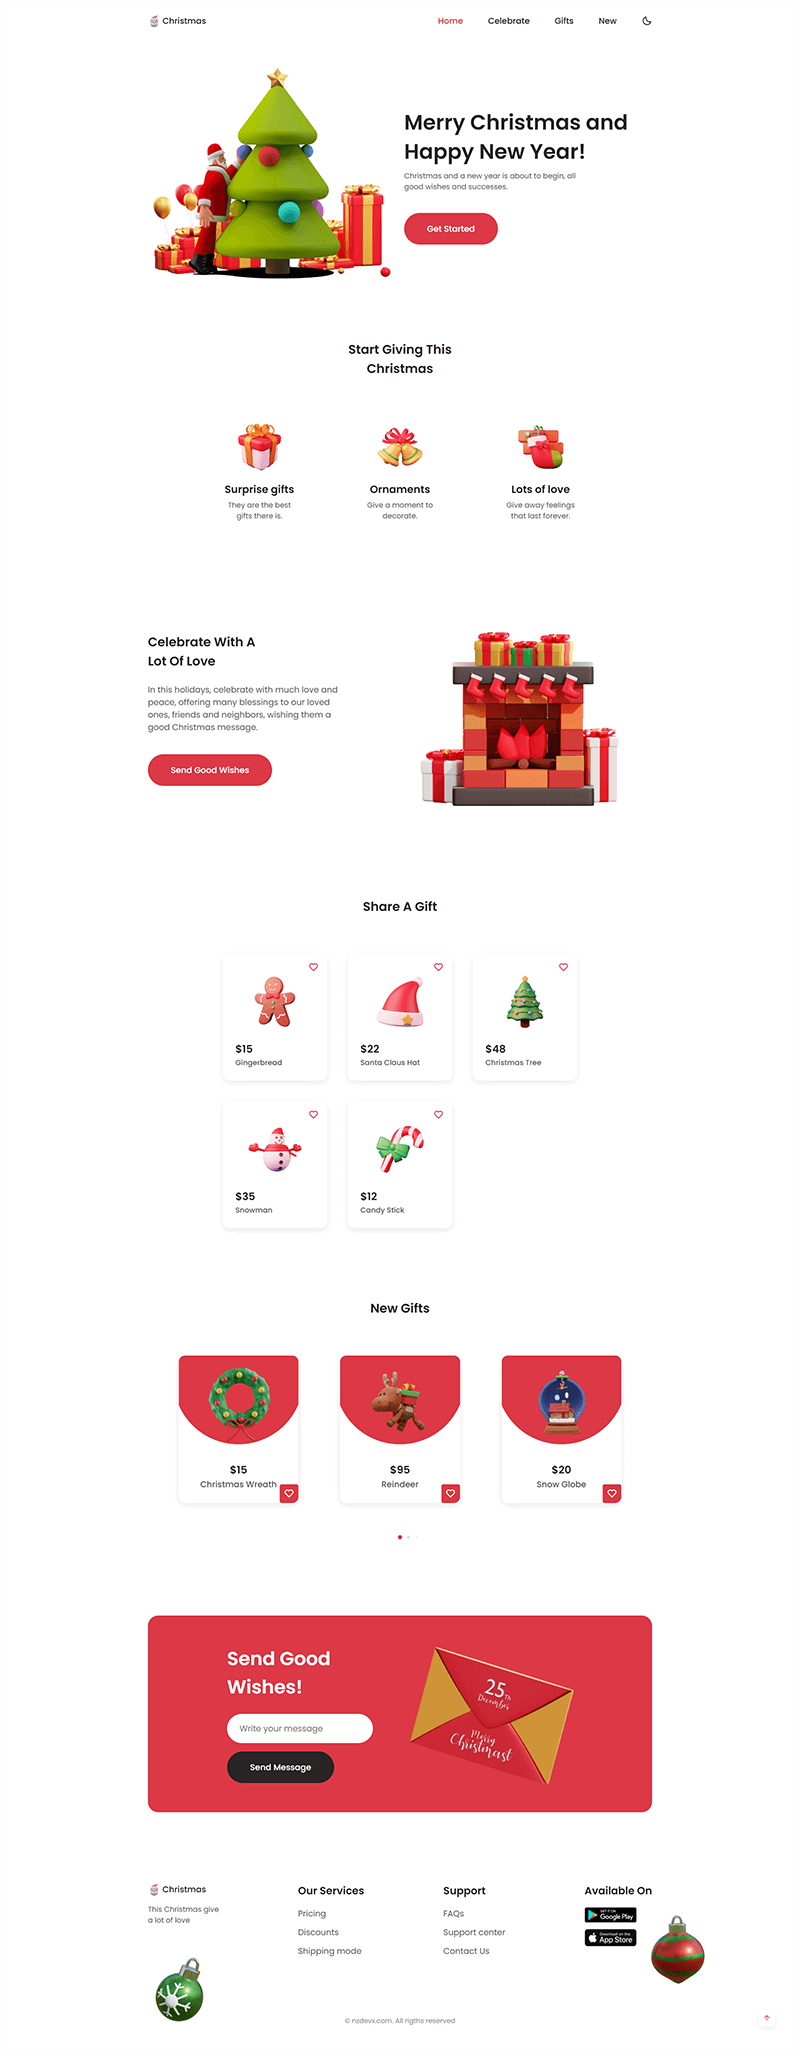 Christmas
Home Celebrate Gifts New
Merry Christmas and
Happy New Year!
Christmas and a new year is about to begin, all
good wishes and successes.
Get Started
Start Giving This
Christmas
Surprise gifts
They are the best
gifts there is.
Ornaments
Give a moment to
decorate.
Lots of love
Give away feelings
that last forever.
Celebrate With A
Lot Of Love
In this holidays, celebrate with much love and
peace, offering many blessings to our loved
ones, friends and neighbors, wishing them a
good Christmas message.
Send Good Wishes
Share A Gift
$15
Gingerbread
$22
Santa Claus Hat
$48
Christmas Tree
$35
Snowman
$12
Candy Stick
New Gifts
$15
Christmas Wreath
$95
Reindeer
$20
Snow Globe
Send Good
Wishes!
Write your message
Send Message
25Th
December
Merry
Christmast
Christmas
This Christmas give
a lot of love
Our Services
Pricing
Discounts
Shipping mode
Support
FAQs
Support center
Contact Us
Available On
GET IT ON
Google Play
Download on the
App Store
© nzdevx.com. All rigths reserved